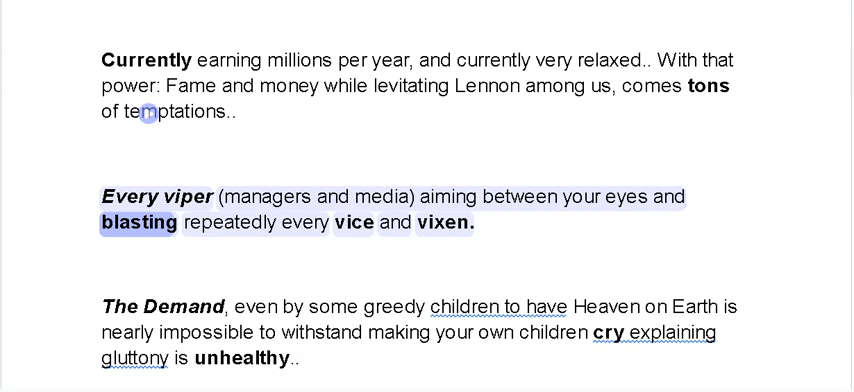 Currently earning millions per year, and currently very relaxed.. With that
power: Fame and money while levitating Lennon among us, comes tons
of temptations..
Every viper (managers and media) aiming between your eyes and
blasting repeatedly every vice and vixen.
The Demand, even by some greedy children to have Heaven on Earth is
nearly impossible to withstand making your own children cry explaining
gluttony is unhealthy..